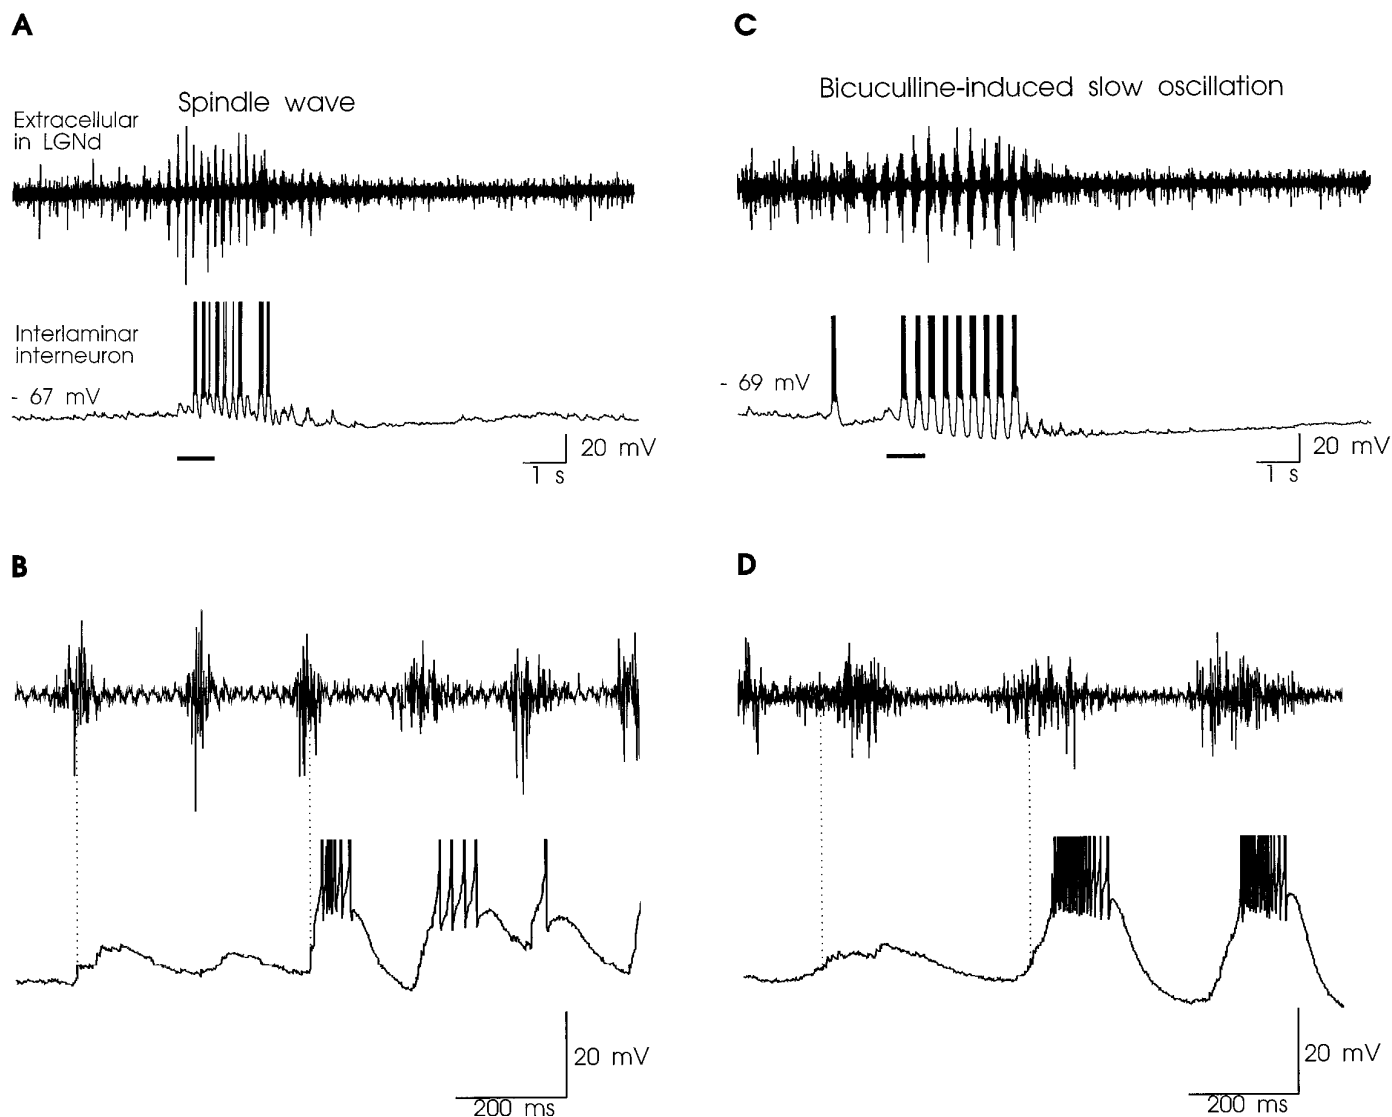 A
Spindle wave
Extracellular
in LGNd
Interlaminar
interneuron
- 67 mV
20 mV
1 s
C
Bicuculline-induced slow oscillation
- 69 mV
20 mV
1 s
B
20 mV
200 ms
D
20 mV
200 ms